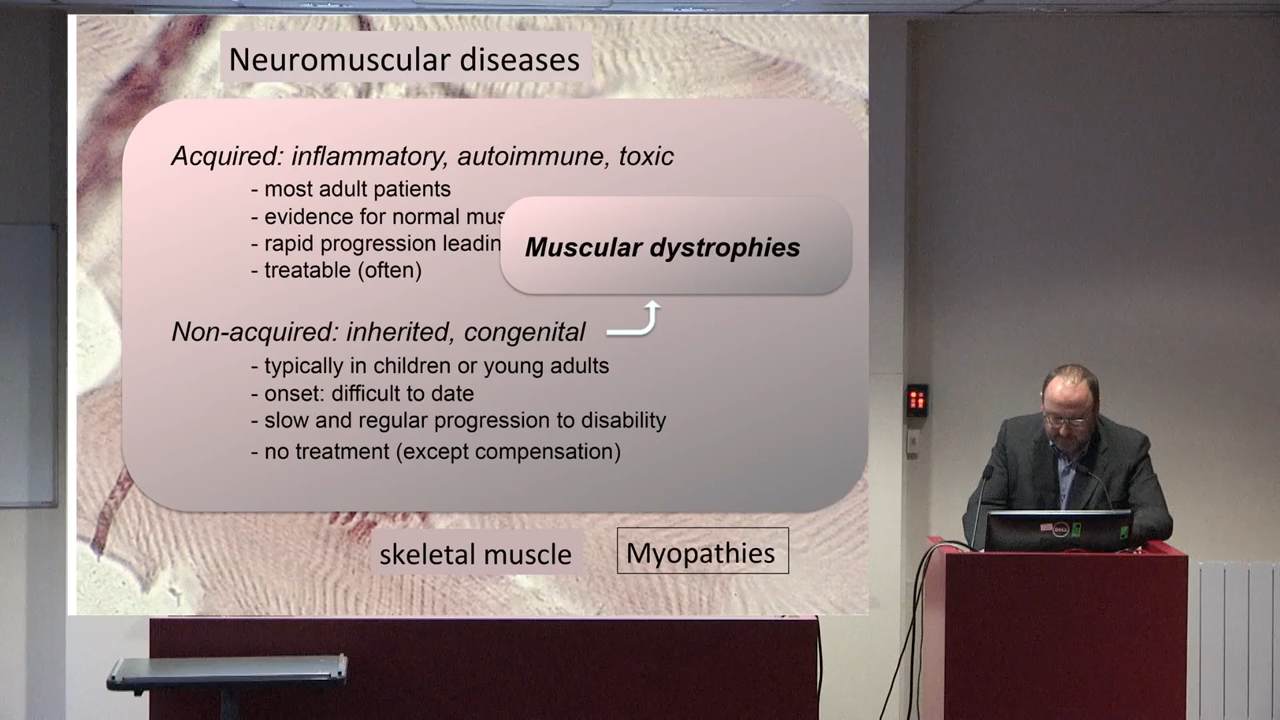 Neuromuscular diseases
Acquired: inflammatory, autoimmune, toxic
- most adult patients
- evidence for normal
- rapid progression
- treatable (often)
Muscular dystrophies
Non-acquired: inherited, congenital
- typically in children or young adults
- onset: difficult to date
- slow and regular progression to disability
- no treatment (except compensation)
skeletal muscle
Myopathies
DELL